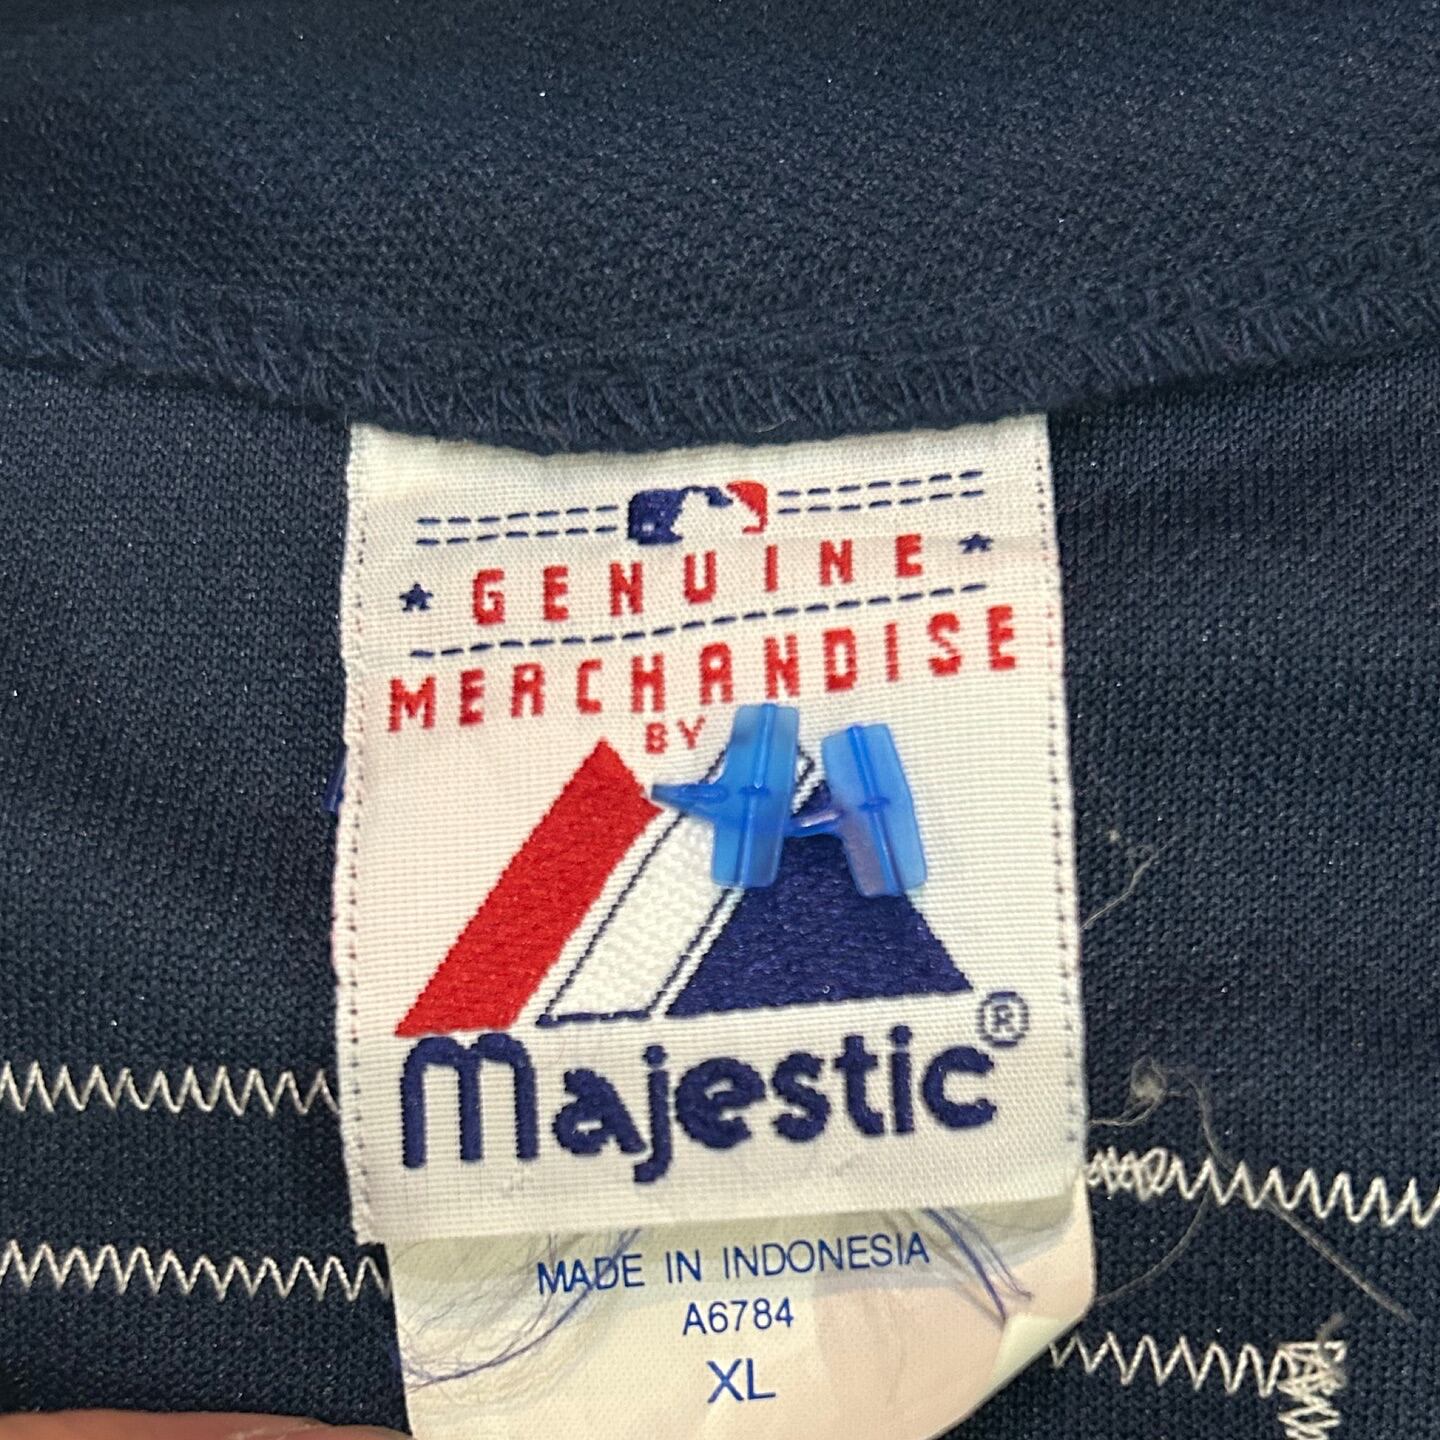 GENUINE
MERCHANDISE
BY
Majestic®
MADE IN INDONESIA
A6784
XL